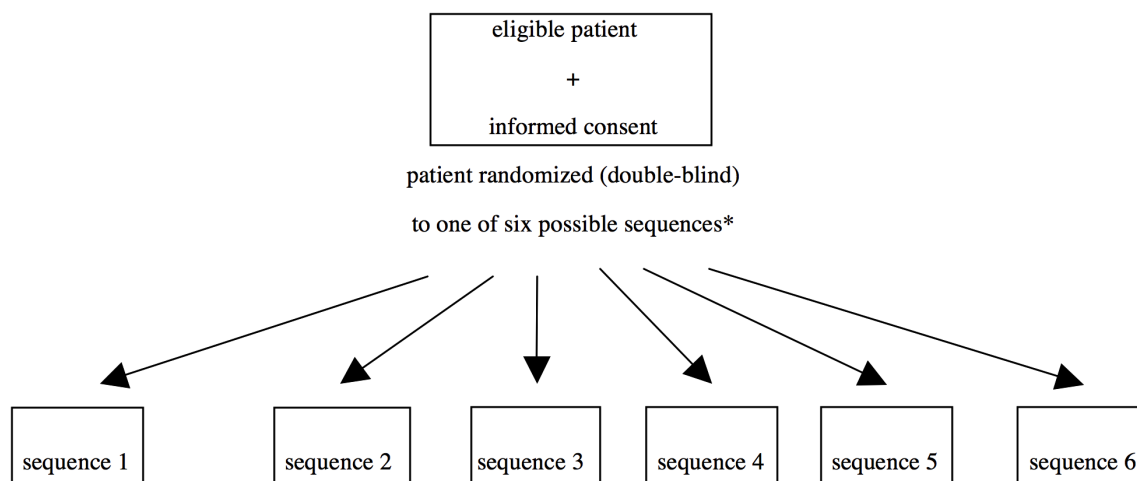 eligible patient
+
informed consent
patient randomized (double-blind)
to one of six possible sequences*
sequence 1
sequence 2
sequence 3
sequence 4
sequence 5
sequence 6